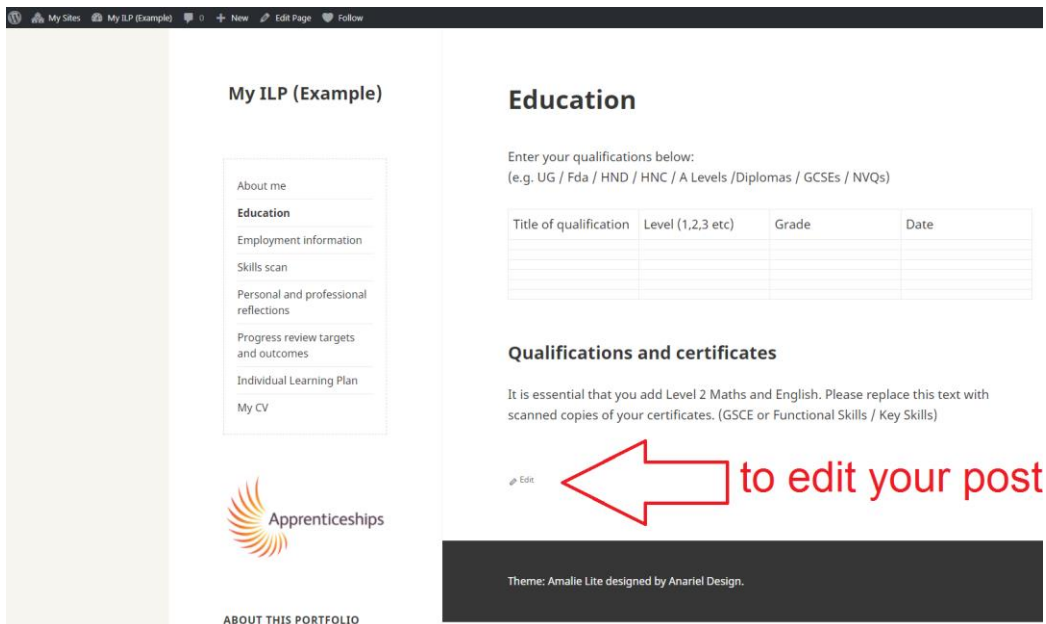 My Sites My ILP (Example) 0 New Edit Page Follow
My ILP (Example)
About me
Education
Employment information
Skills scan
Personal and professional
reflections
Progress review targets
and outcomes
Individual Learning Plan
My CV
Apprenticeships
ABOUT THIS PORTFOLIO
Education
Enter your qualifications below:
(e.g. UG / Fda / HND / HNC / A Levels /Diplomas / GCSEs / NVQs)
Title of qualification Level (1,2,3 etc) Grade Date
Qualifications and certificates
It is essential that you add Level 2 Maths and English. Please replace this text with
scanned copies of your certificates. (GSCE or Functional Skills / Key Skills)
Edit
to edit your post
Theme: Amalie Lite designed by Anariel Design.